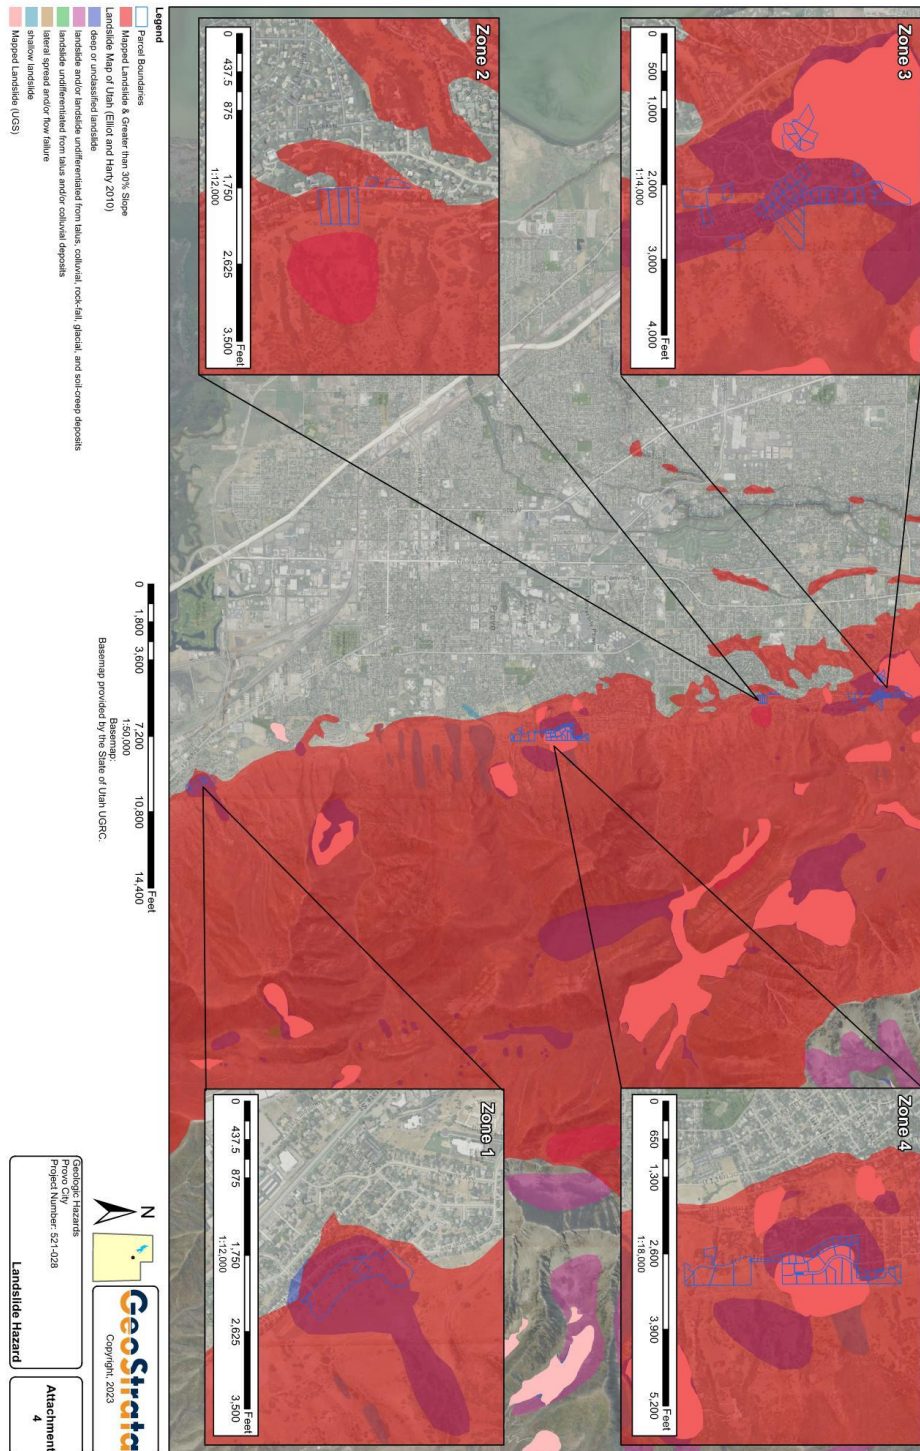 Zone 3
0 500 1,000 2,000 3,000 4,000
Feet
1:14,000
Zone 2
0 437.5 875 1,750 2,625 3,500
Feet
1:12,000
Zone 4
0 650 1,300 2,600 3,900 5,200
Feet
1:18,000
Zone 1
0 437.5 875 1,750 2,625 3,500
Feet
1:12,000
Provo
Legend
Parcel Boundaries
Mapped Landslide & Greater than 30% Slope
Landslide Map of Utah (Elliot and Harty 2010)
deep or unclassified landslide
landslide and/or landslide undifferentiated from talus, colluvial, rock-fall, glacial, and soil-creep deposits
landslide undifferentiated from talus and/or colluvial deposits
lateral spread and/or flow failure
shallow landslide
Mapped Landslide (UGS)
0 1,800 3,600 7,200 10,800 14,400
Feet
1:50,000
Basemap:
Basemap provided by the State of Utah UGRC.
N
GeoStrata
Copyright, 2023
Geologic Hazards
Provo City
Project Number: 521-028
Landslide Hazard
Attachment
4